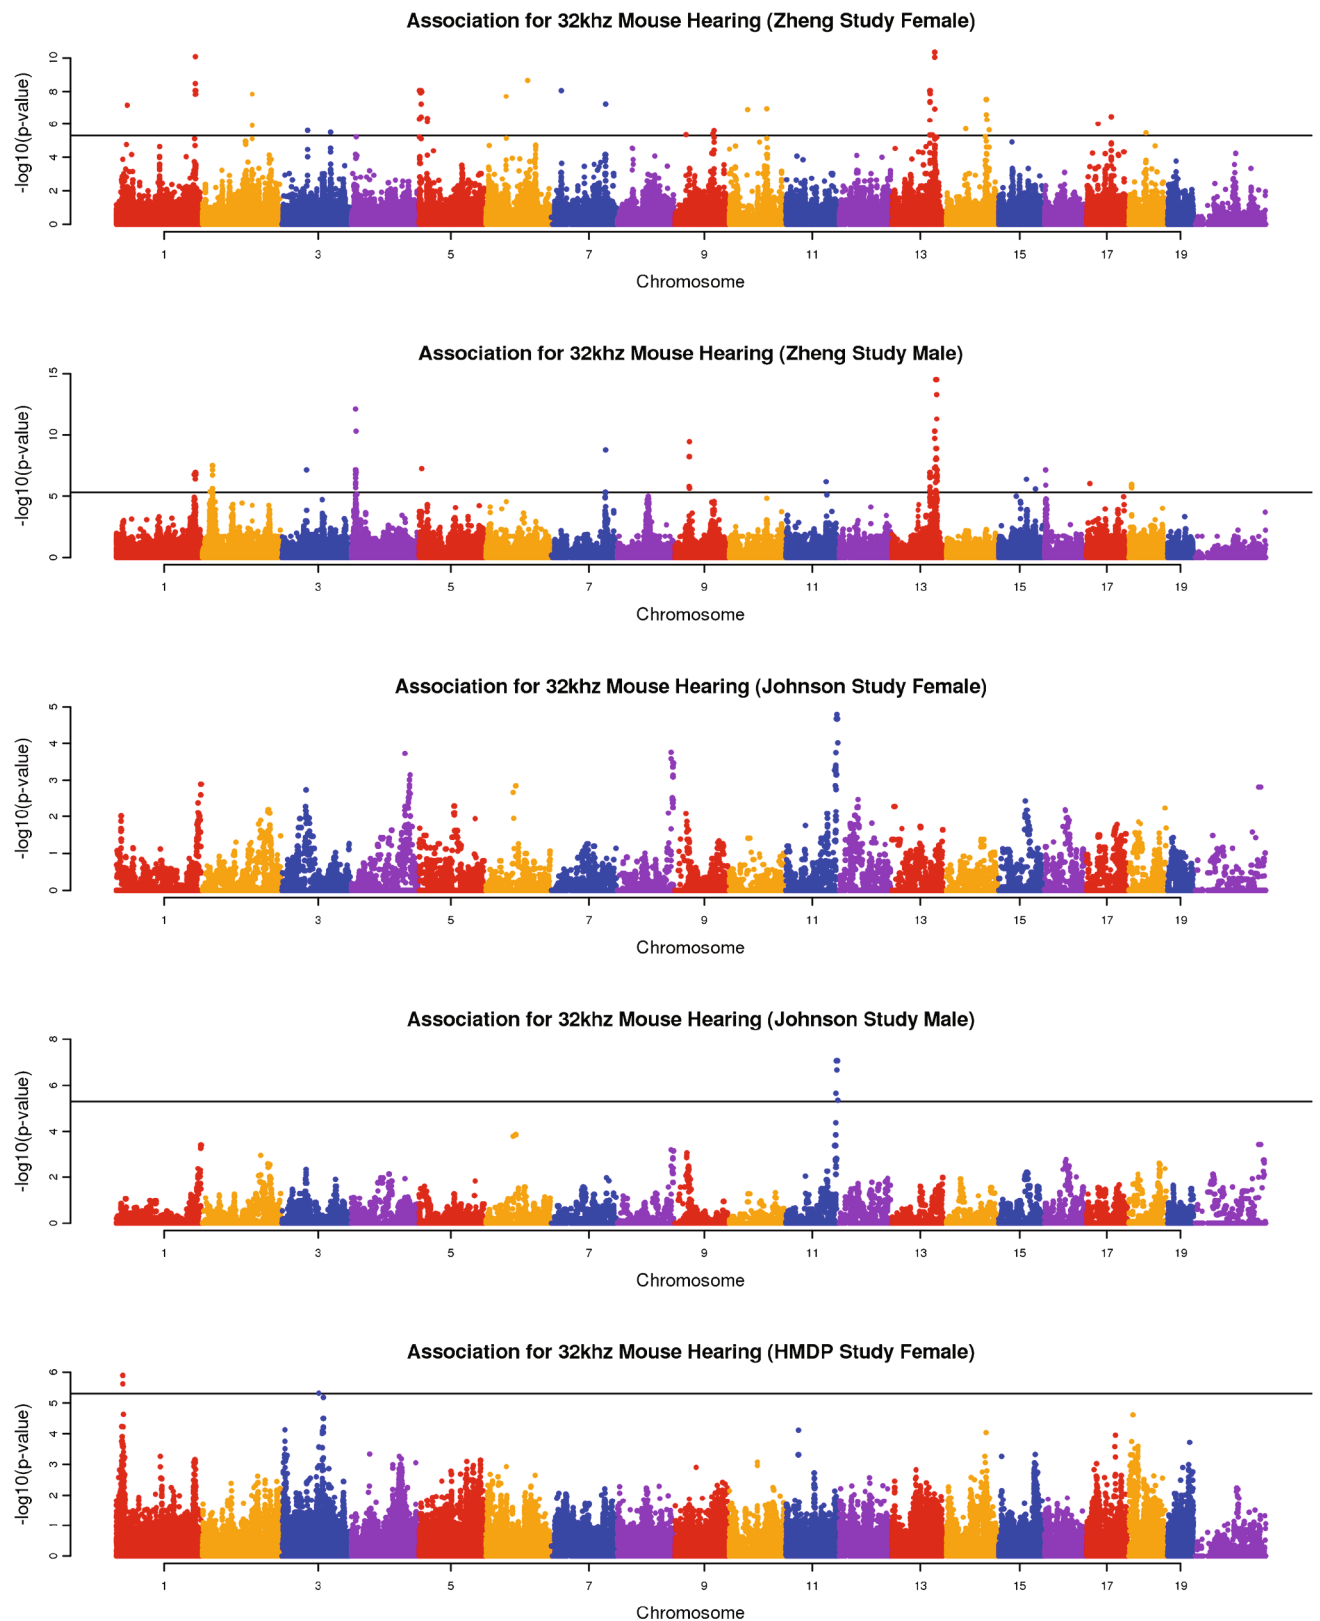 Association for 32khz Mouse Hearing (Zheng Study Female)
-log10(p-value)
0 2 4 6 8 10
1 3 5 7 9 11 13 15 17 19
Chromosome
Association for 32khz Mouse Hearing (Zheng Study Male)
-log10(p-value)
0 5 10 15
1 3 5 7 9 11 13 15 17 19
Chromosome
Association for 32khz Mouse Hearing (Johnson Study Female)
-log10(p-value)
0 1 2 3 4 5
1 3 5 7 9 11 13 15 17 19
Chromosome
Association for 32khz Mouse Hearing (Johnson Study Male)
-log10(p-value)
0 2 4 6 8
1 3 5 7 9 11 13 15 17 19
Chromosome
Association for 32khz Mouse Hearing (HMDP Study Female)
-log10(p-value)
0 1 2 3 4 5 6
1 3 5 7 9 11 13 15 17 19
Chromosome